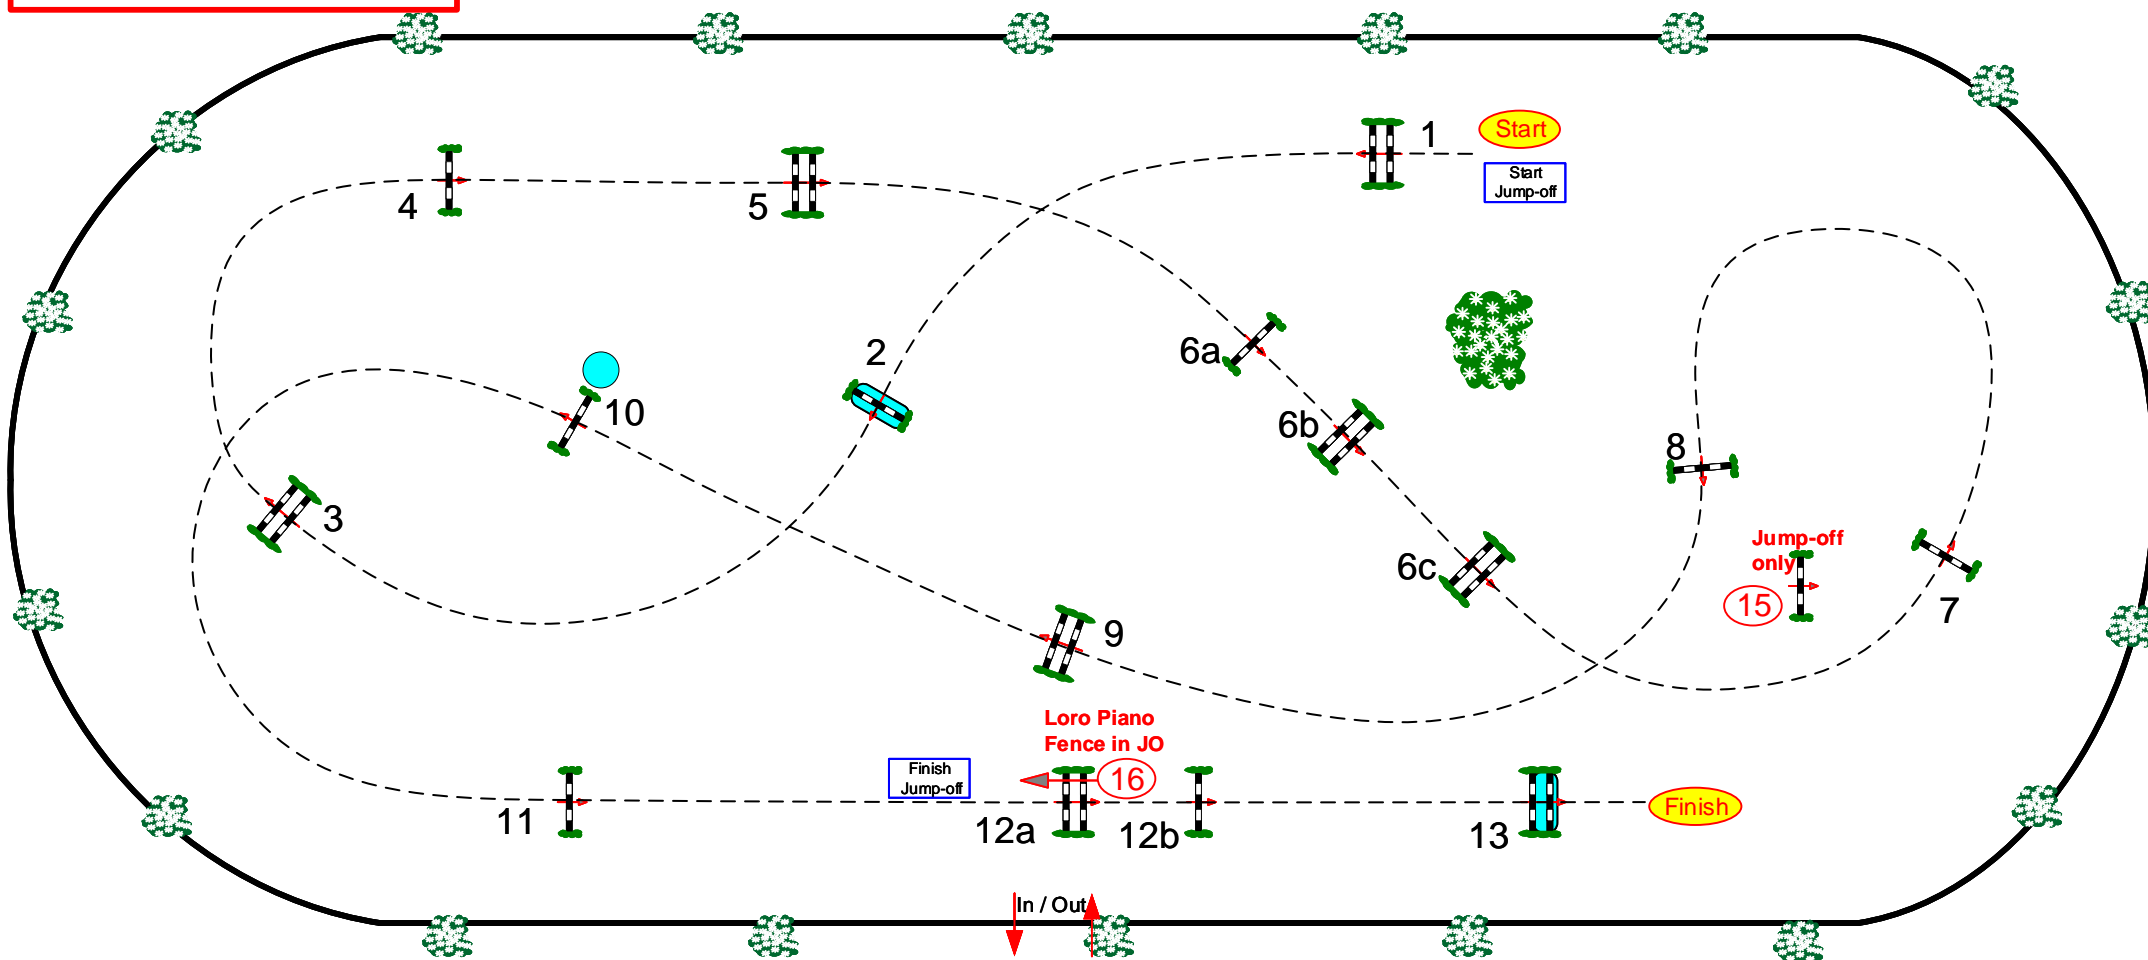 1
Start
Start
Jump-off
4
5
2
6a
10
6b
8
3
Jump-off
only
6c
15
7
9
Loro Piano
Fence in JO
Finish
Jump-off
16
11
12a
12b
13
Finish
In / Out